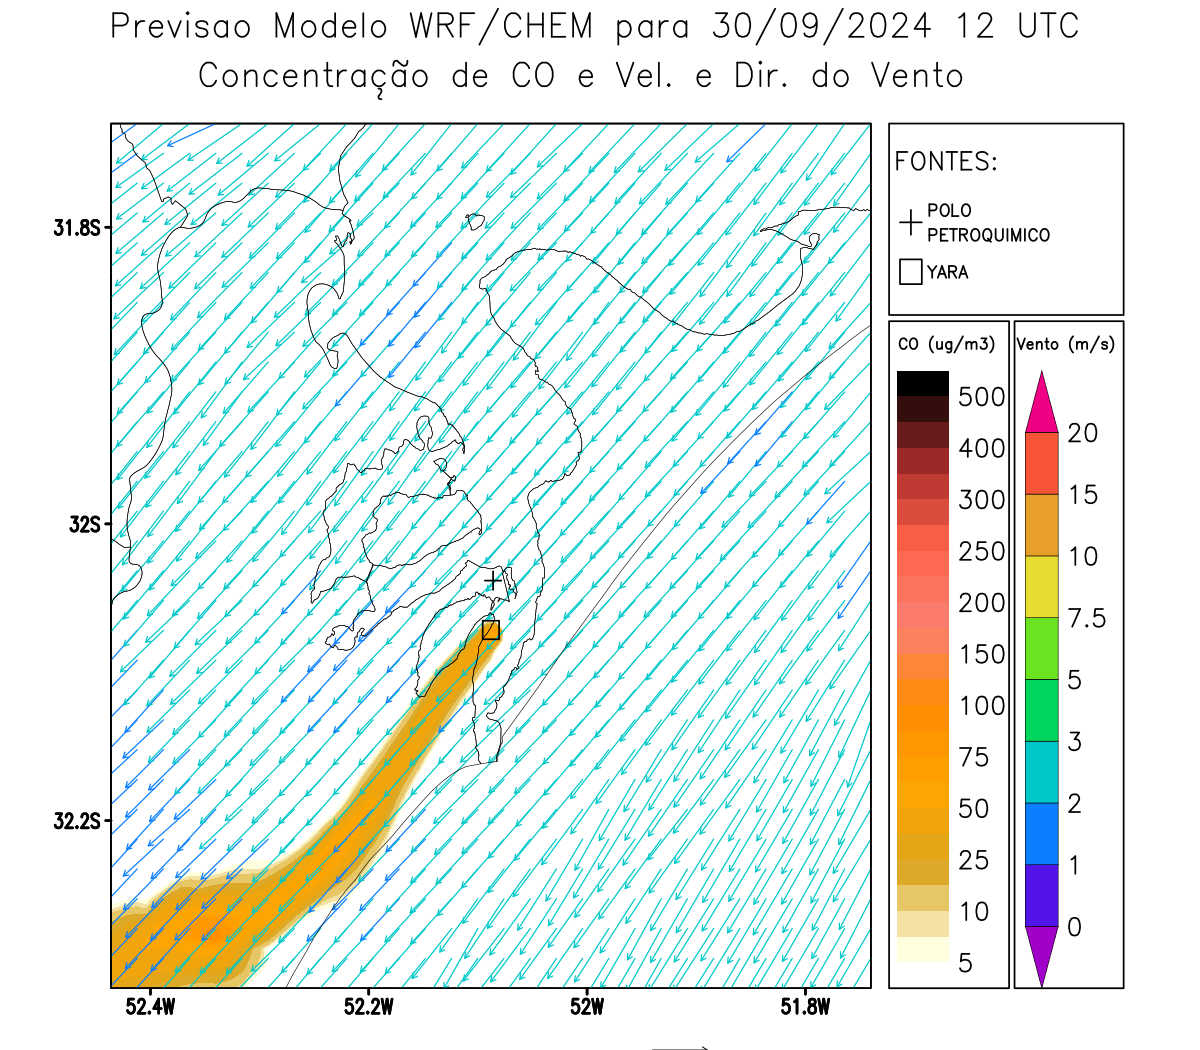 Previsao Modelo WRF/CHEM para 30/09/2024 12 UTC
Concentração de CO e Vel. e Dir. do Vento
FONTES:
POLO
PETROQUIMICO
YARA
CO (ug/m3)
500
400
300
250
200
150
100
75
50
25
10
5
Vento (m/s)
20
15
10
7.5
5
3
2
1
0
31.8S
32S
32.2S
52.4W
52.2W
52W
51.8W